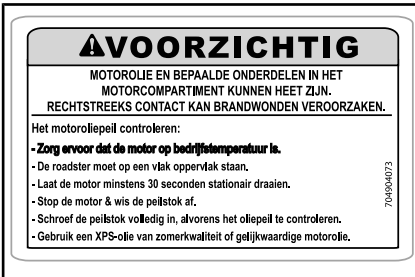 ⚠VOORZICHTIG
MOTOROLIE EN BEPAALDE ONDERDELEN IN HET
MOTORCOMPARTIMENT KUNNEN HEET ZIJN.
RECHTSTREEKS CONTACT KAN BRANDWONDEN VEROORZAKEN.
Het motoroliepeil controleren:
- Zorg ervoor dat de motor op bedrijfstemperatuur is.
- De roadster moet op een vlak oppervlak staan.
- Laat de motor minstens 30 seconden stationair draaien.
- Stop de motor & wis de peilstok af.
- Schroef de peilstok volledig in, alvorens het oliepeil te controleren.
- Gebruik een XPS-olie van zomerkwaliteit of gelijkwaardige motorolie.
704904073